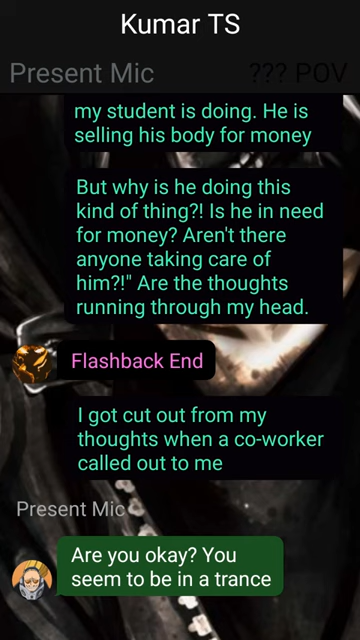 Kumar TS
Present Mic
??? POV
my student is doing. He is
selling his body for money
But why is he doing this
kind of thing?! Is he in need
for money? Aren't there
anyone taking care of
him?!" Are the thoughts
running through my head.
Flashback End
I got cut out from my
thoughts when a co-worker
called out to me
Present Mic
Are you okay? You
seem to be in a trance